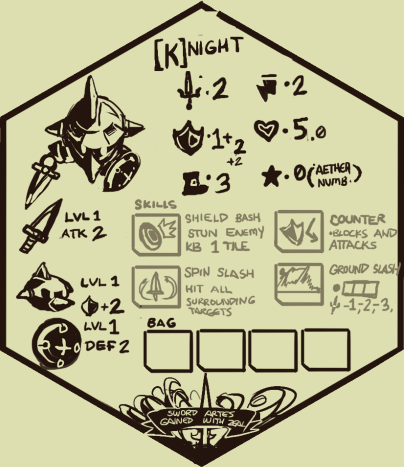 [K]NIGHT
·2
·2
·1+2
+2
·5.0
·3
·0(AETHER
NUMB.)
LVL 1
ATK 2
LVL 1
+2
LVL 1
DEF 2
SKILLS
SHIELD BASH
STUN ENEMY
KB 1 TILE
COUNTER
·BLOCKS AND
ATTACKS
SPIN SLASH
HIT ALL
SURROUNDING
TARGETS
GROUND SLASH
-1,-2,-3,
BAG
SWORD ARTES
GAINED WITH ZEAL